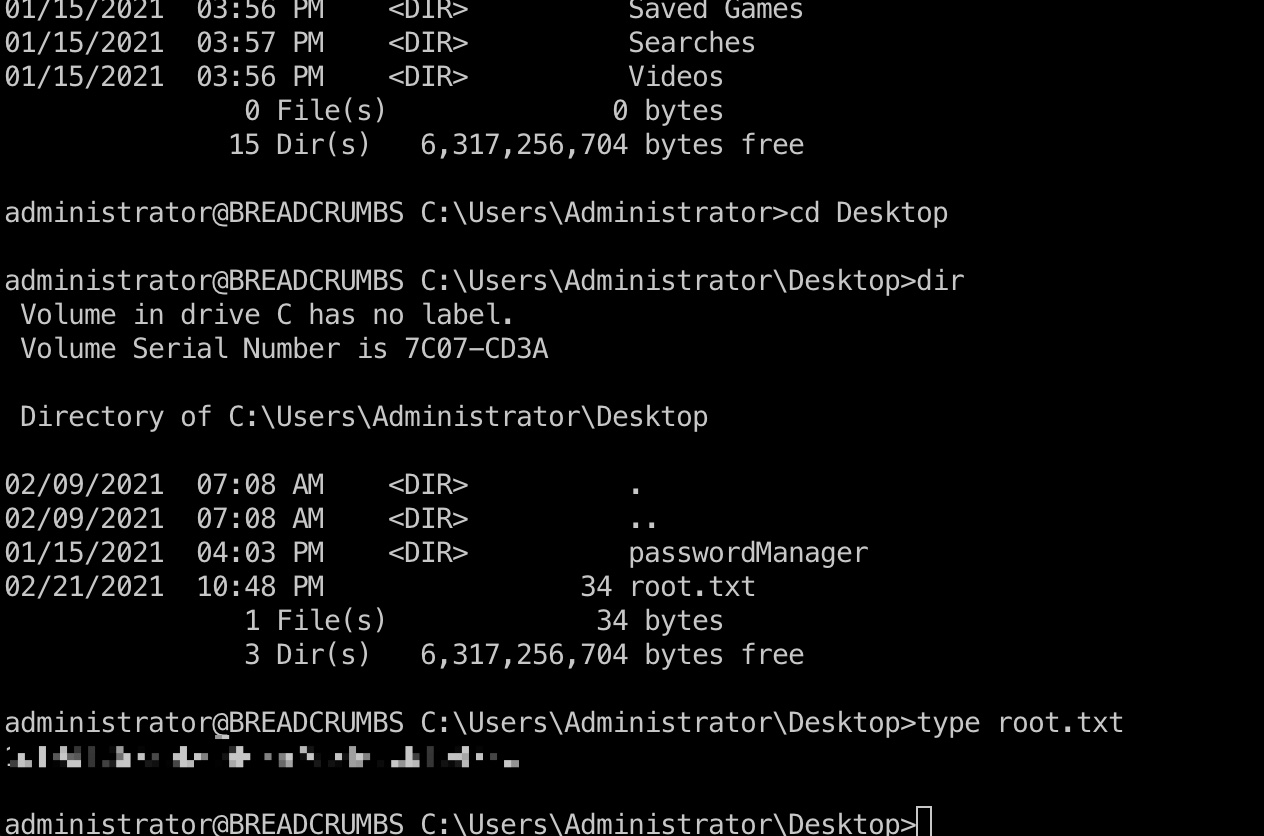 01/15/2021  03:56 PM    <DIR>          Saved Games
01/15/2021  03:57 PM    <DIR>          Searches
01/15/2021  03:56 PM    <DIR>          Videos
               0 File(s)              0 bytes
              15 Dir(s)   6,317,256,704 bytes free
administrator@BREADCRUMBS C:\Users\Administrator>cd Desktop
administrator@BREADCRUMBS C:\Users\Administrator\Desktop>dir
 Volume in drive C has no label.
 Volume Serial Number is 7C07-CD3A
 Directory of C:\Users\Administrator\Desktop
02/09/2021  07:08 AM    <DIR>          .
02/09/2021  07:08 AM    <DIR>          ..
01/15/2021  04:03 PM    <DIR>          passwordManager
02/21/2021  10:48 PM                34 root.txt
               1 File(s)             34 bytes
               3 Dir(s)   6,317,256,704 bytes free
administrator@BREADCRUMBS C:\Users\Administrator\Desktop>type root.txt
administrator@BREADCRUMBS C:\Users\Administrator\Desktop>